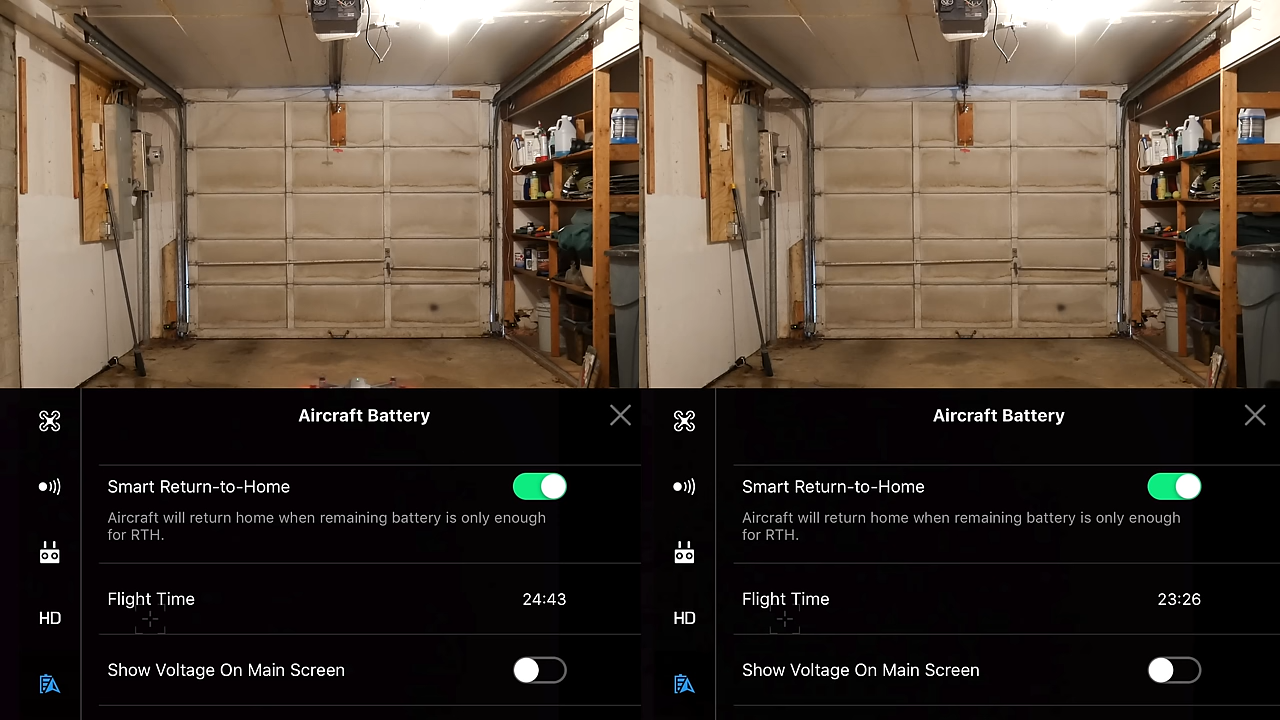 Aircraft Battery
Smart Return-to-Home
Aircraft will return home when remaining battery is only enough
for RTH.
Flight Time 24:43
HD
Show Voltage On Main Screen
Aircraft Battery
Smart Return-to-Home
Aircraft will return home when remaining battery is only enough
for RTH.
Flight Time 23:26
HD
Show Voltage On Main Screen